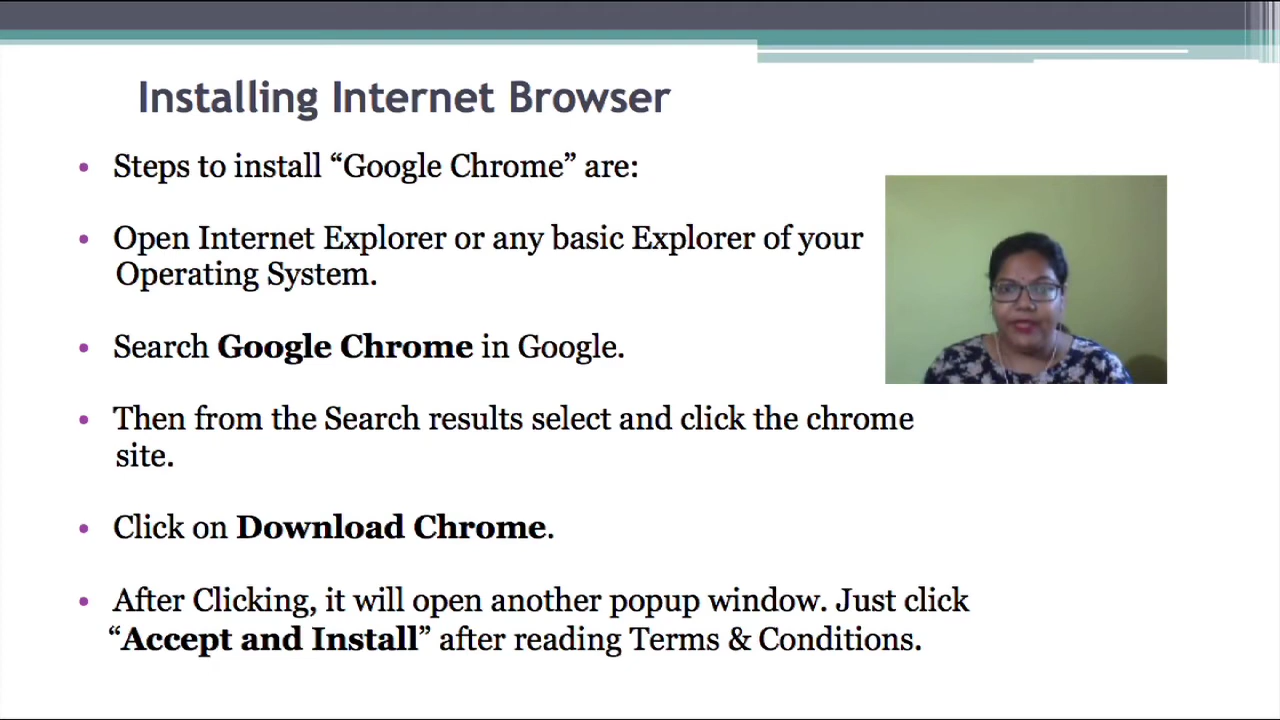 Installing Internet Browser
• Steps to install “Google Chrome” are:
• Open Internet Explorer or any basic Explorer of your
Operating System.
• Search Google Chrome in Google.
• Then from the Search results select and click the chrome
site.
• Click on Download Chrome.
• After Clicking, it will open another popup window. Just click
“Accept and Install” after reading Terms & Conditions.